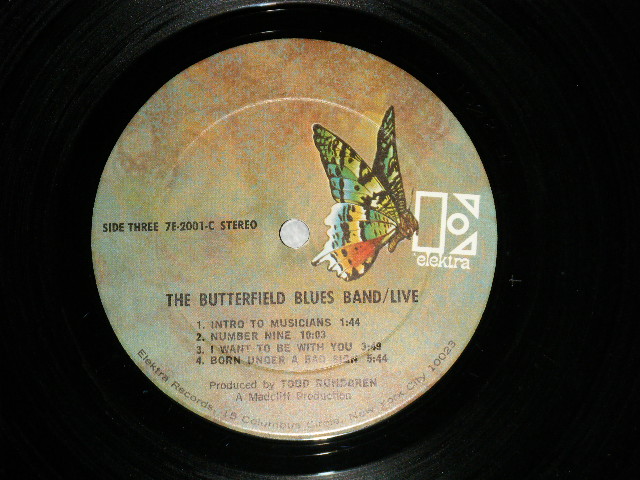 SIDE THREE 7E-2001-C STEREO
elektra
THE BUTTERFIELD BLUES BAND/LIVE
1. INTRO TO MUSICIANS 1:44
2. NUMBER NINE 10:03
3. I WANT TO BE WITH YOU 3:49
4. BORN UNDER A BAD SIGN 5:44
Produced by TODD RUNDGREN
A Madcliff Production
Elektra Records, 15 Columbus Circle, New York City 10023